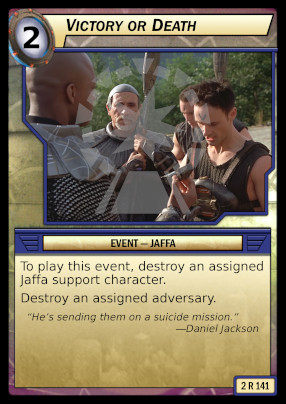 2
Victory or Death
EVENT – JAFFA
To play this event, destroy an assigned
Jaffa support character.
Destroy an assigned adversary.
"He's sending them on a suicide mission."
—Daniel Jackson
2 R 141